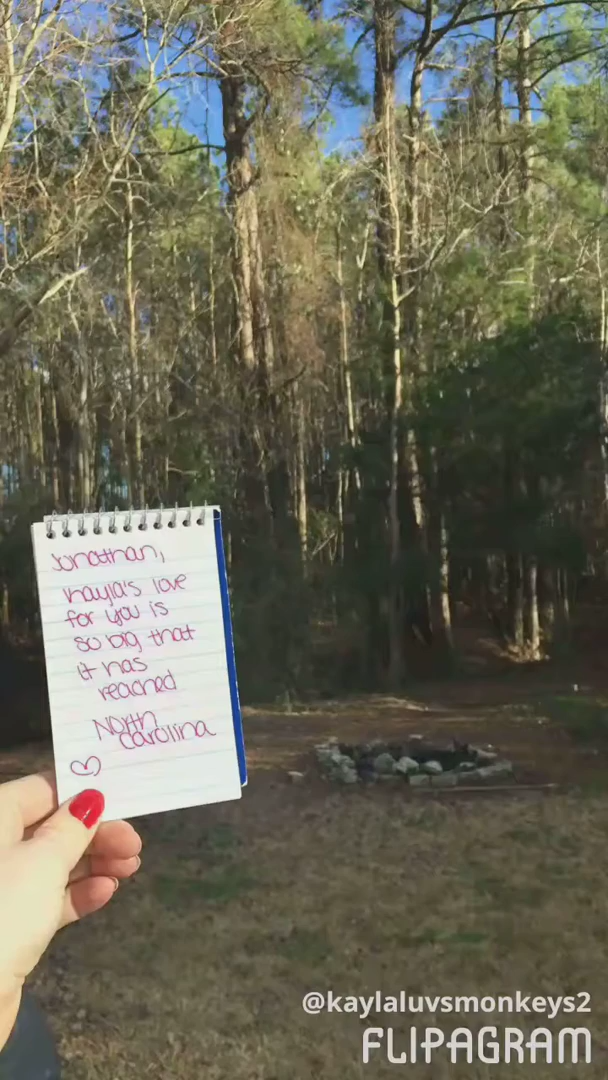 Jonathan,
Kayla's love
for you is
so big that
it has
reached
North
Carolina
@kaylaluvsmonkeys2
FLIPAGRAM